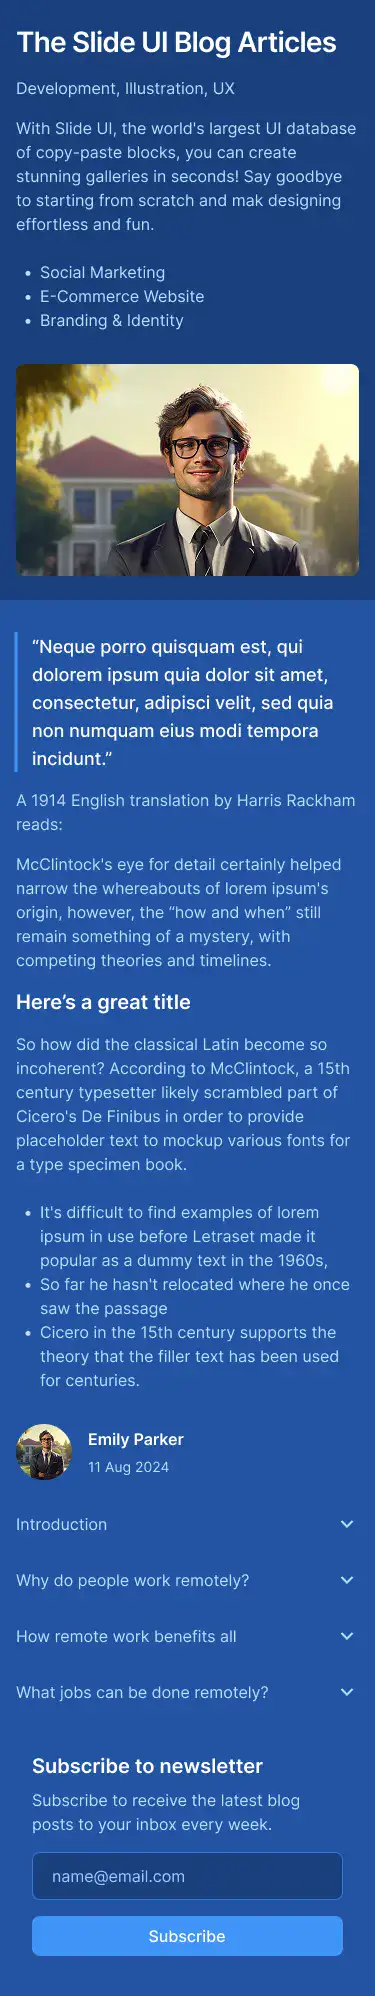 The Slide UI Blog Articles
Development, Illustration, UX
With Slide UI, the world's largest UI database
of copy-paste blocks, you can create
stunning galleries in seconds! Say goodbye
to starting from scratch and mak designing
effortless and fun.
• Social Marketing
• E-Commerce Website
• Branding & Identity
“Neque porro quisquam est, qui
dolorem ipsum quia dolor sit amet,
consectetur, adipisci velit, sed quia
non numquam eius modi tempora
incidunt.”
A 1914 English translation by Harris Rackham
reads:
McClintock's eye for detail certainly helped
narrow the whereabouts of lorem ipsum's
origin, however, the “how and when” still
remain something of a mystery, with
competing theories and timelines.
Here’s a great title
So how did the classical Latin become so
incoherent? According to McClintock, a 15th
century typesetter likely scrambled part of
Cicero's De Finibus in order to provide
placeholder text to mockup various fonts for
a type specimen book.
• It's difficult to find examples of lorem
ipsum in use before Letraset made it
popular as a dummy text in the 1960s,
• So far he hasn't relocated where he once
saw the passage
• Cicero in the 15th century supports the
theory that the filler text has been used
for centuries.
Emily Parker
11 Aug 2024
Introduction
Why do people work remotely?
How remote work benefits all
What jobs can be done remotely?
Subscribe to newsletter
Subscribe to receive the latest blog
posts to your inbox every week.
name@email.com
Subscribe